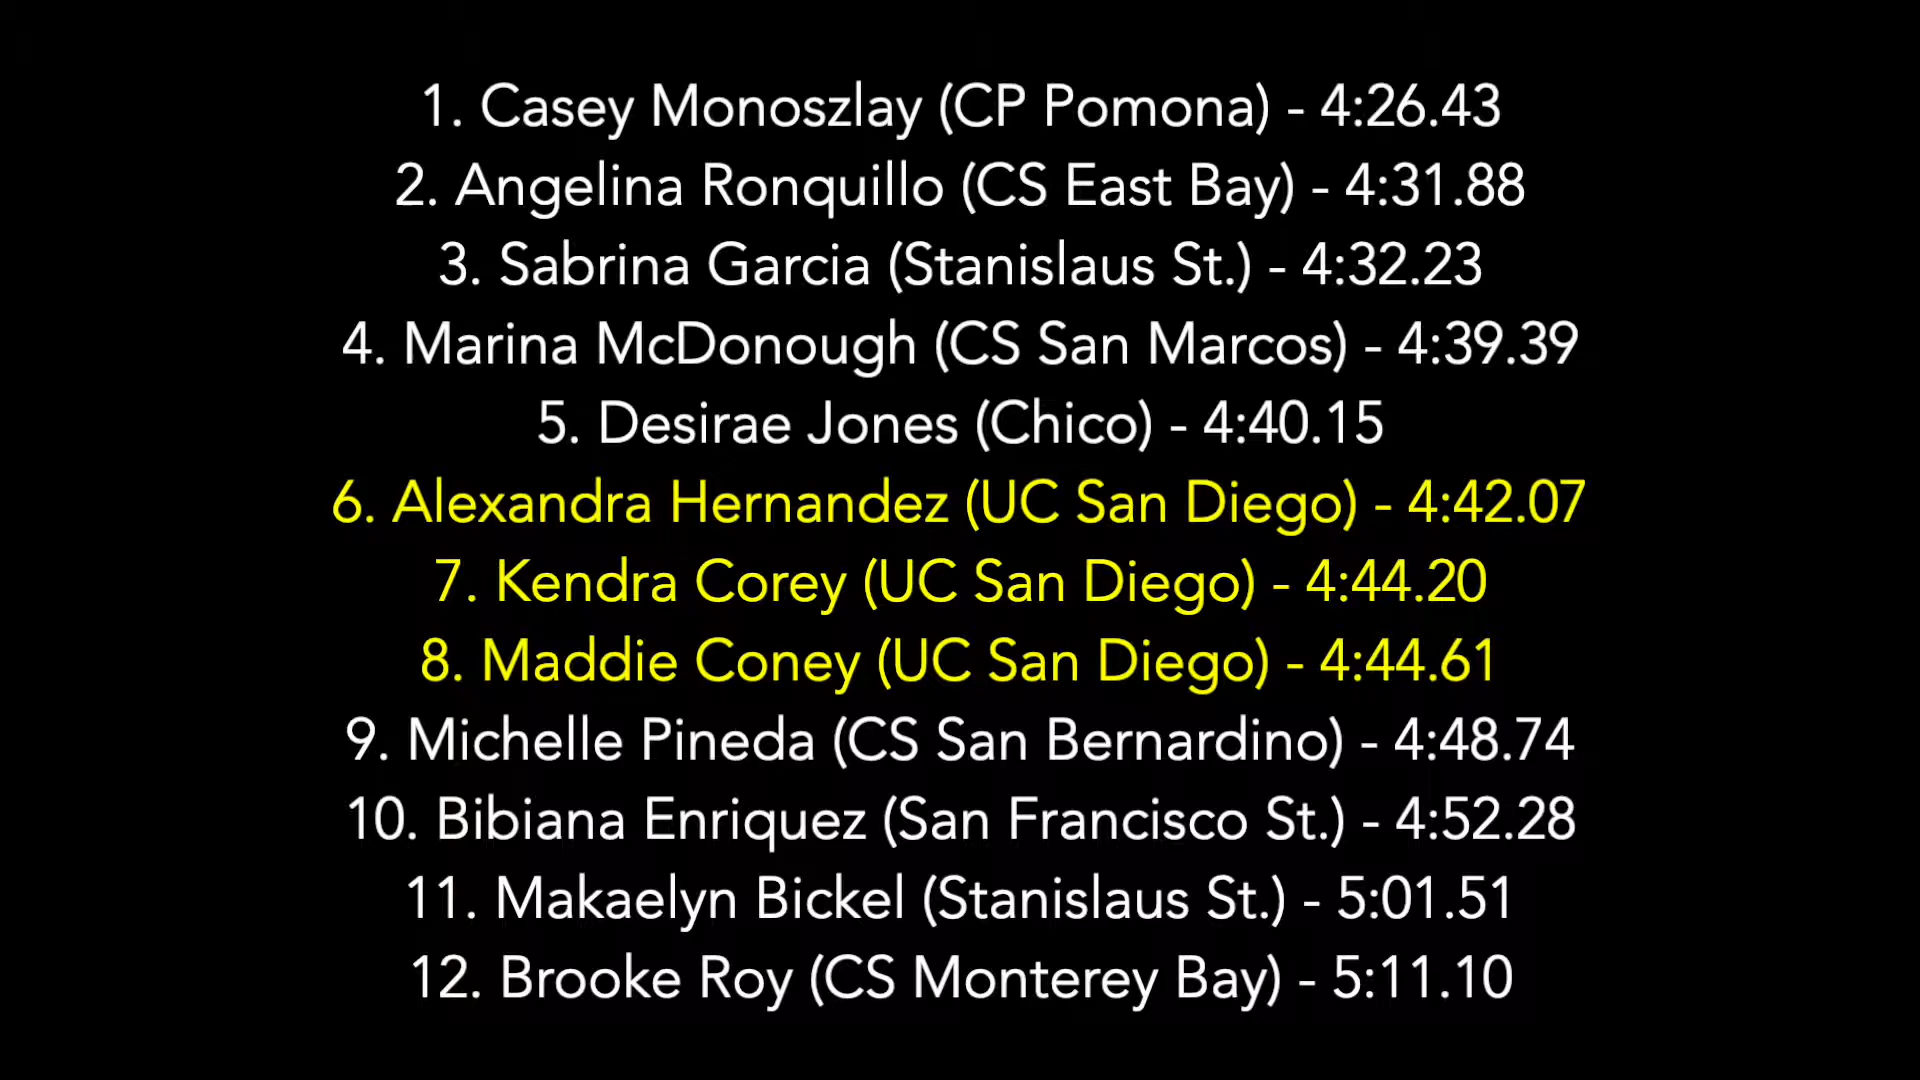 1. Casey Monoszlay (CP Pomona) - 4:26.43
2. Angelina Ronquillo (CS East Bay) - 4:31.88
3. Sabrina Garcia (Stanislaus St.) - 4:32.23
4. Marina McDonough (CS San Marcos) - 4:39.39
5. Desirae Jones (Chico) - 4:40.15
6. Alexandra Hernandez (UC San Diego) - 4:42.07
7. Kendra Corey (UC San Diego) - 4:44.20
8. Maddie Coney (UC San Diego) - 4:44.61
9. Michelle Pineda (CS San Bernardino) - 4:48.74
10. Bibiana Enriquez (San Francisco St.) - 4:52.28
11. Makaelyn Bickel (Stanislaus St.) - 5:01.51
12. Brooke Roy (CS Monterey Bay) - 5:11.10